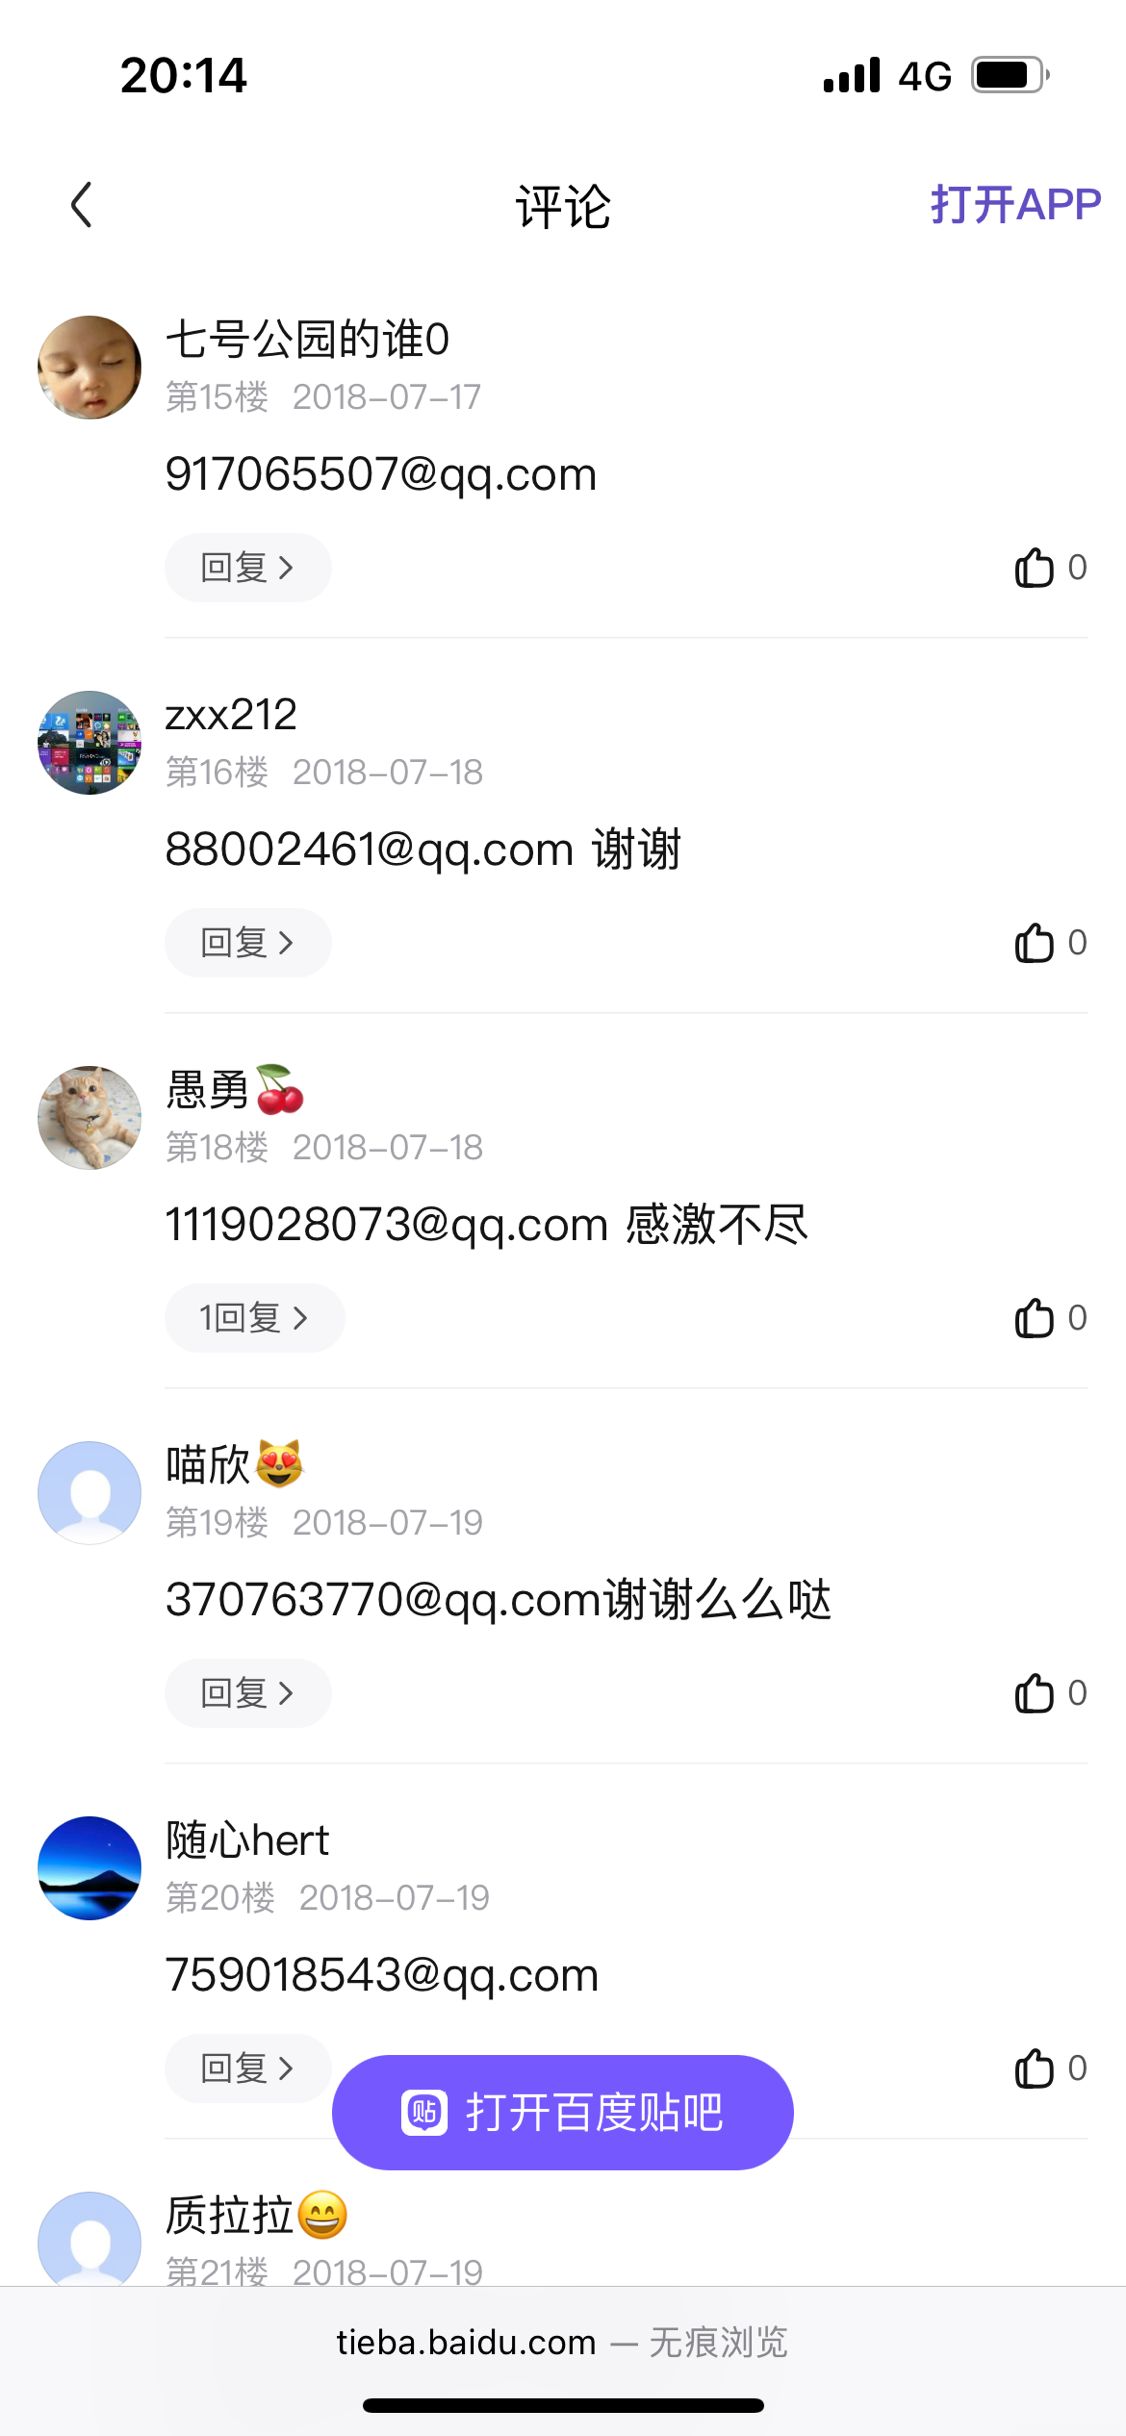 20:14
4G
评论
打开APP
七号公园的谁0
第15楼 2018-07-17
917065507@qq.com
回复
0
zxx212
第16楼 2018-07-18
88002461@qq.com 谢谢
回复
0
愚勇🍒
第18楼 2018-07-18
1119028073@qq.com 感激不尽
1回复
0
喵欣😻
第19楼 2018-07-19
370763770@qq.com谢谢么么哒
回复
0
随心hert
第20楼 2018-07-19
759018543@qq.com
回复
0
贴 打开百度贴吧
质拉拉😄
第21楼 2018-07-19
tieba.baidu.com — 无痕浏览